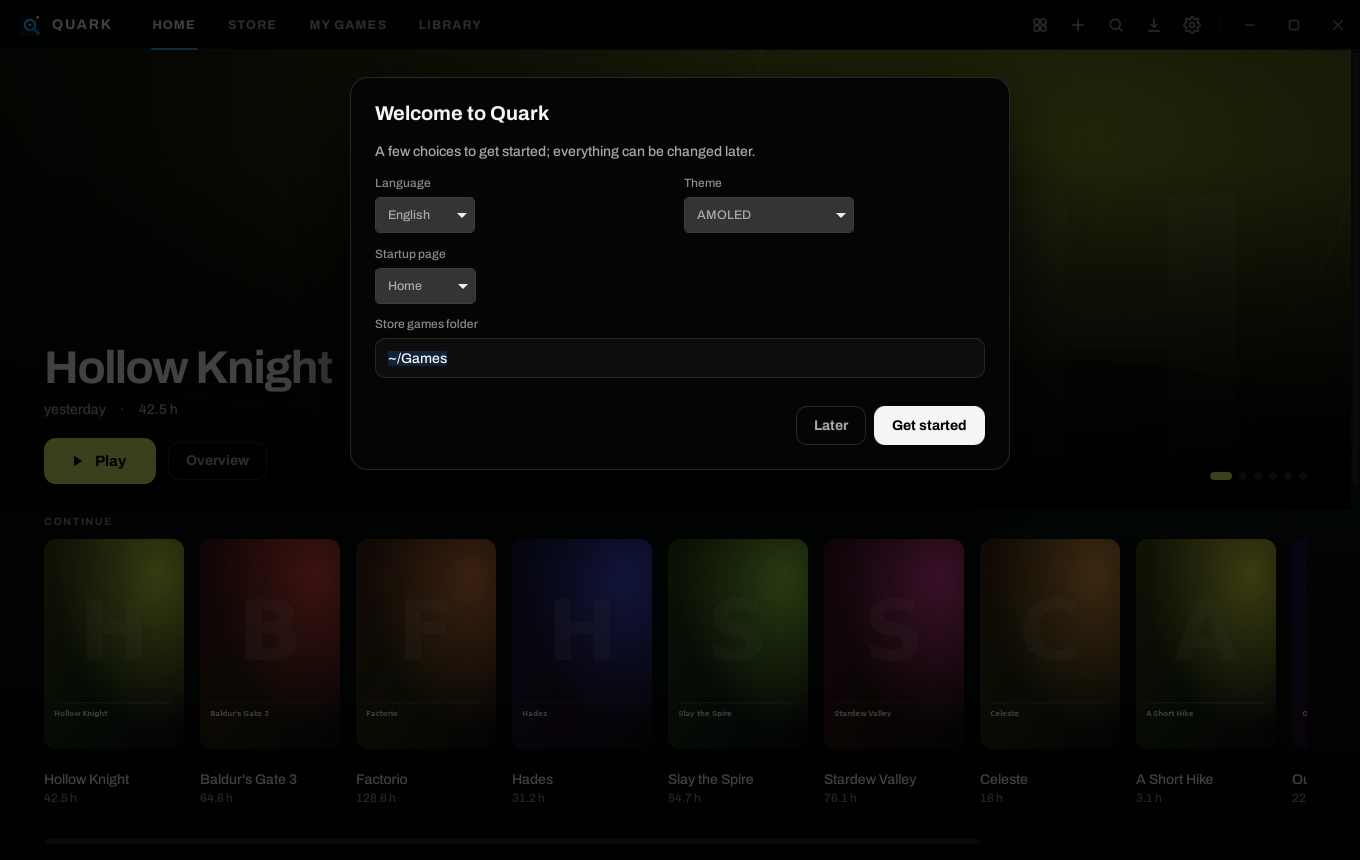 QUARK
HOME
STORE
MY GAMES
LIBRARY
Welcome to Quark
A few choices to get started; everything can be changed later.
Language
Theme
English
AMOLED
Startup page
Home
Store games folder
~/Games
Later
Get started
H
Hollow Knight
yesterday · 42.5 h
Play
Overview
CONTINUE
H
B
F
H
S
S
C
A
Hollow Knight
Baldur's Gate 3
Factorio
Hades
Slay the Spire
Stardew Valley
Celeste
A Short Hike
O
Hollow Knight
Baldur's Gate 3
Factorio
Hades
Slay the Spire
Stardew Valley
Celeste
A Short Hike
Ou
42.5 h
64.8 h
128.6 h
31.2 h
54.7 h
76.1 h
18 h
3.1 h
22